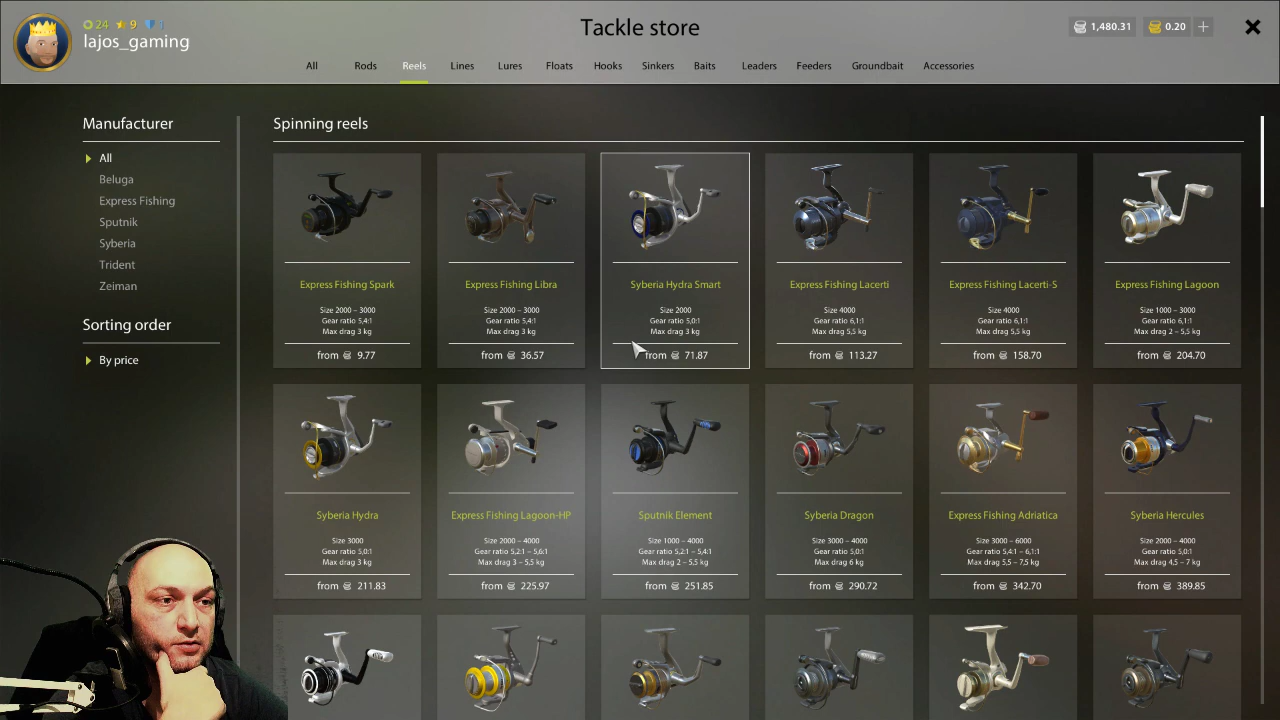 24 9 1
lajos_gaming
Tackle store
1,480.31 0.20 +
All Rods Reels Lines Lures Floats Hooks Sinkers Baits Leaders Feeders Groundbait Accessories
Manufacturer
All
Beluga
Express Fishing
Sputnik
Syberia
Trident
Zeiman
Sorting order
By price
Spinning reels
Express Fishing Spark
Size 2000 – 3000
Gear ratio 5,4:1
Max drag 3 kg
from 9.77
Express Fishing Libra
Size 2000 – 3000
Gear ratio 5,4:1
Max drag 3 kg
from 36.57
Syberia Hydra Smart
Size 2000
Gear ratio 5,0:1
Max drag 3 kg
from 71.87
Express Fishing Lacerti
Size 4000
Gear ratio 6,1:1
Max drag 5,5 kg
from 113.27
Express Fishing Lacerti-S
Size 4000
Gear ratio 6,1:1
Max drag 5,5 kg
from 158.70
Express Fishing Lagoon
Size 1000 – 3000
Gear ratio 6,1:1
Max drag 2 – 5,5 kg
from 204.70
Syberia Hydra
Size 3000
Gear ratio 5,0:1
Max drag 3 kg
from 211.83
Express Fishing Lagoon-HP
Size 2000 – 4000
Gear ratio 5,2:1 – 5,6:1
Max drag 3 – 5,5 kg
from 225.97
Sputnik Element
Size 1000 – 4000
Gear ratio 5,2:1 – 5,4:1
Max drag 2 – 5,5 kg
from 251.85
Syberia Dragon
Size 3000 – 4000
Gear ratio 5,0:1
Max drag 6 kg
from 290.72
Express Fishing Adriatica
Size 3000 – 6000
Gear ratio 5,4:1 – 6,1:1
Max drag 5,5 – 7,5 kg
from 342.70
Syberia Hercules
Size 2000 – 4000
Gear ratio 5,0:1
Max drag 4,5 – 7 kg
from 389.85